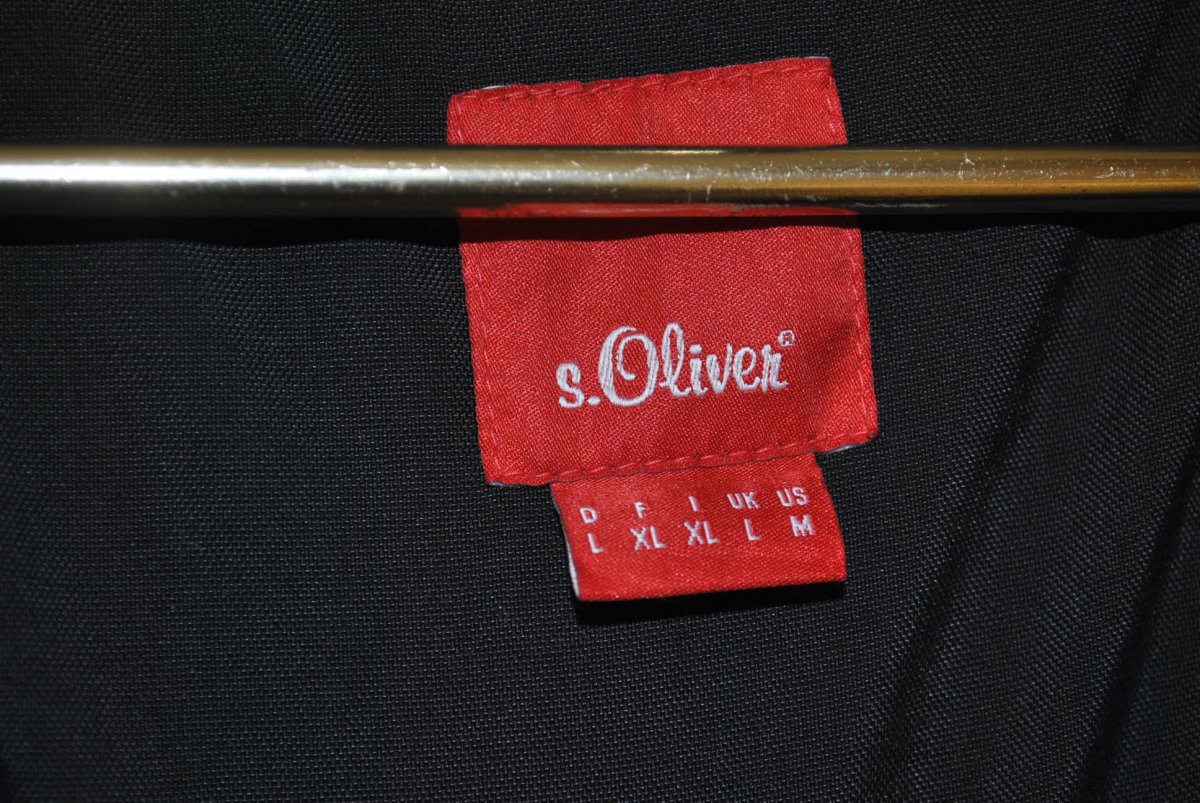 s.Oliver®
D F I UK US
L XL XL L M